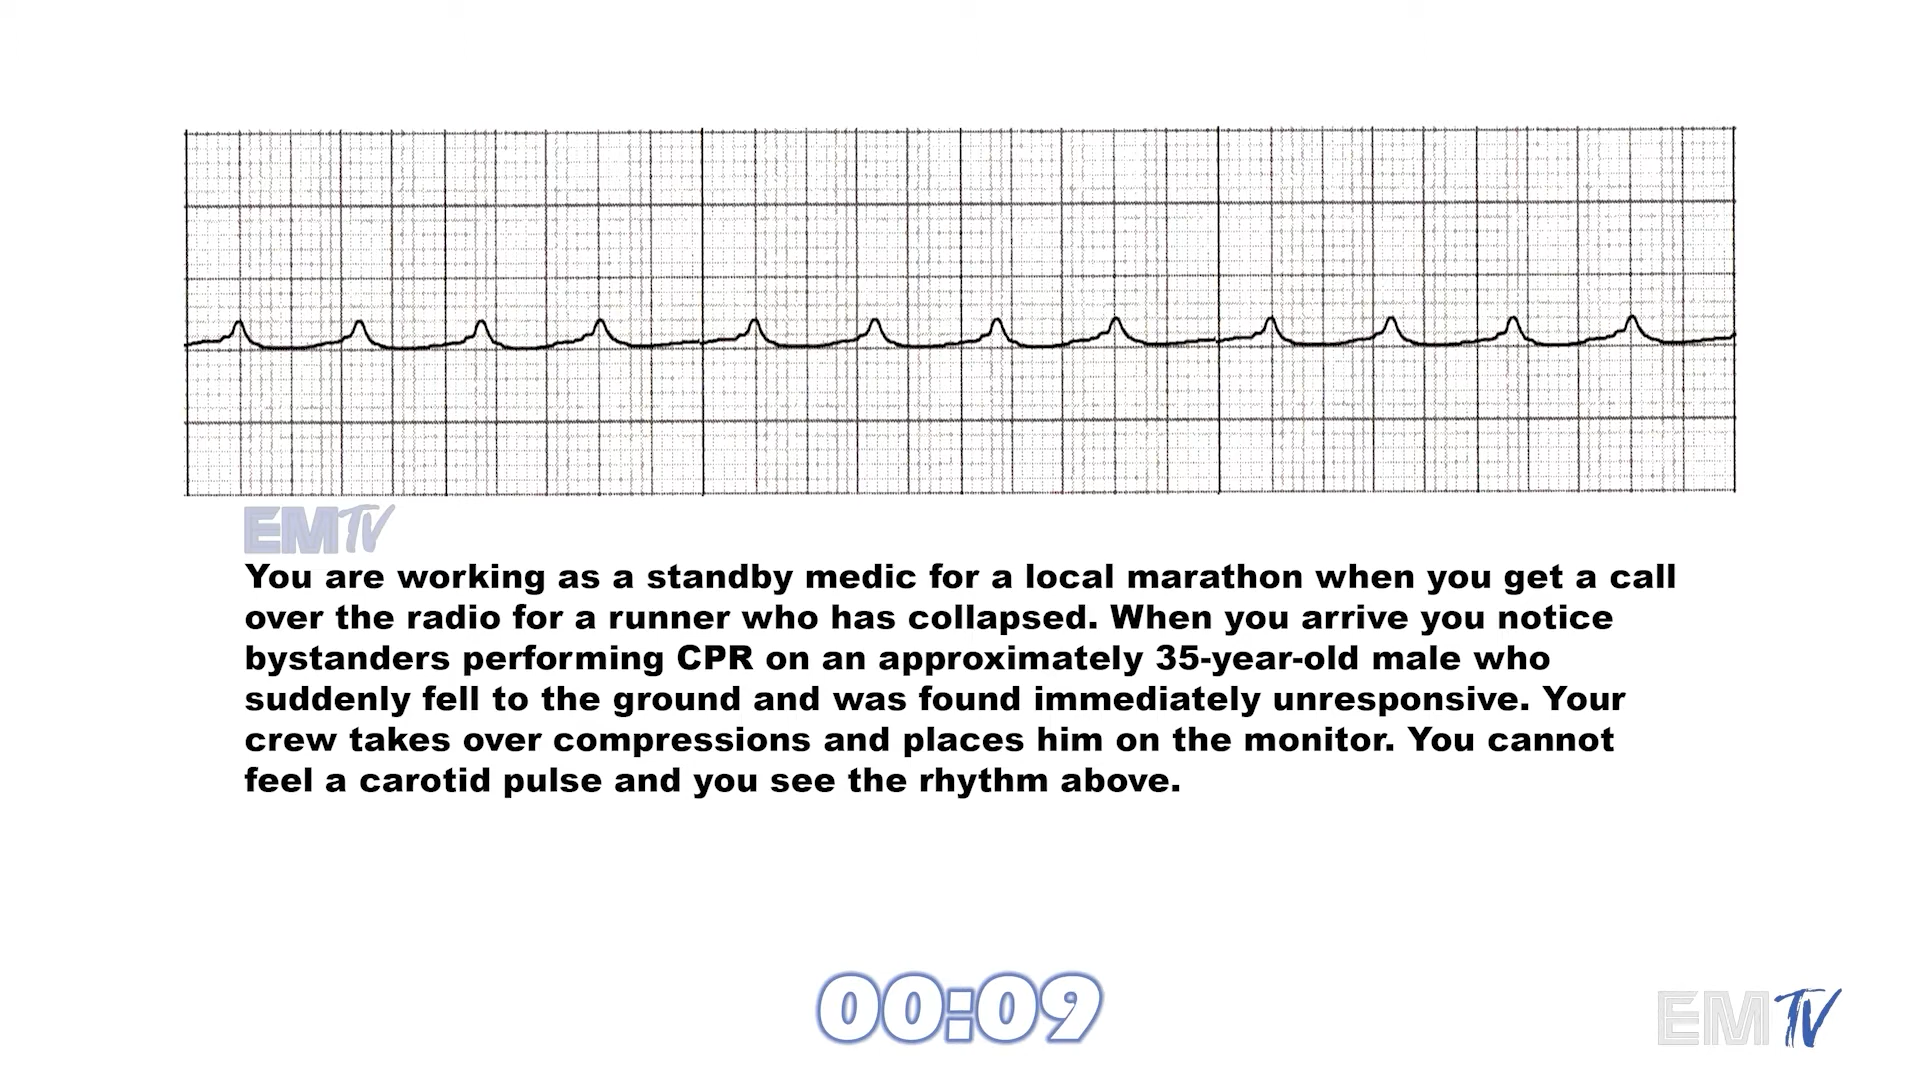 EMTV
You are working as a standby medic for a local marathon when you get a call
over the radio for a runner who has collapsed. When you arrive you notice
bystanders performing CPR on an approximately 35-year-old male who
suddenly fell to the ground and was found immediately unresponsive. Your
crew takes over compressions and places him on the monitor. You cannot
feel a carotid pulse and you see the rhythm above.
00:09
EMTV